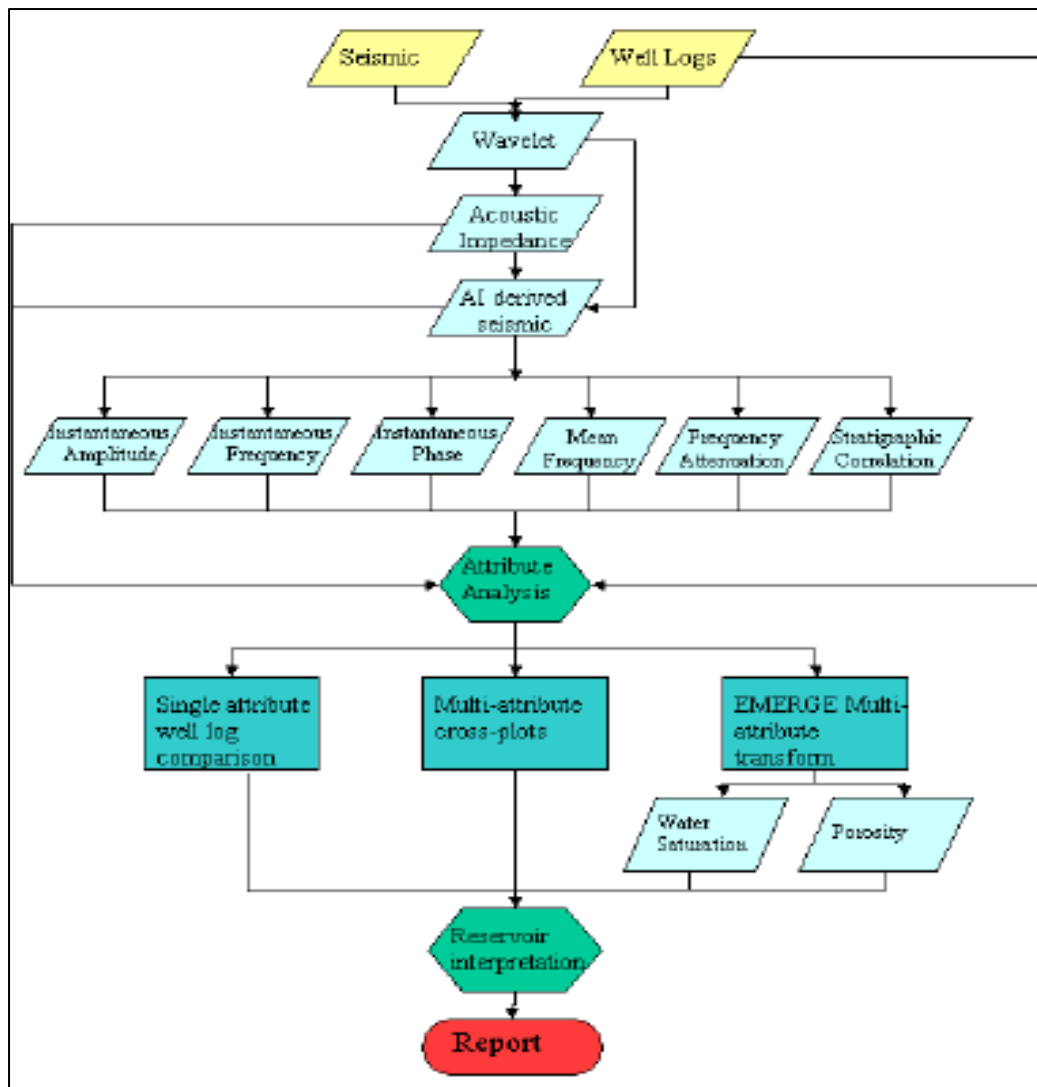 Seismic
Well Logs
Wavelet
Acoustic
Impedance
AI derived
seismic
Instantaneous
Amplitude
Instantaneous
Frequency
Instantaneous
Phase
Mean
Frequency
Frequency
Attenuation
Stratigraphic
Correlation
Attribute
Analysis
Single attribute
well log
comparison
Multi-attribute
cross-plots
EMERGE Multi-
attribute
transform
Water
Saturation
Porosity
Reservoir
interpretation
Report